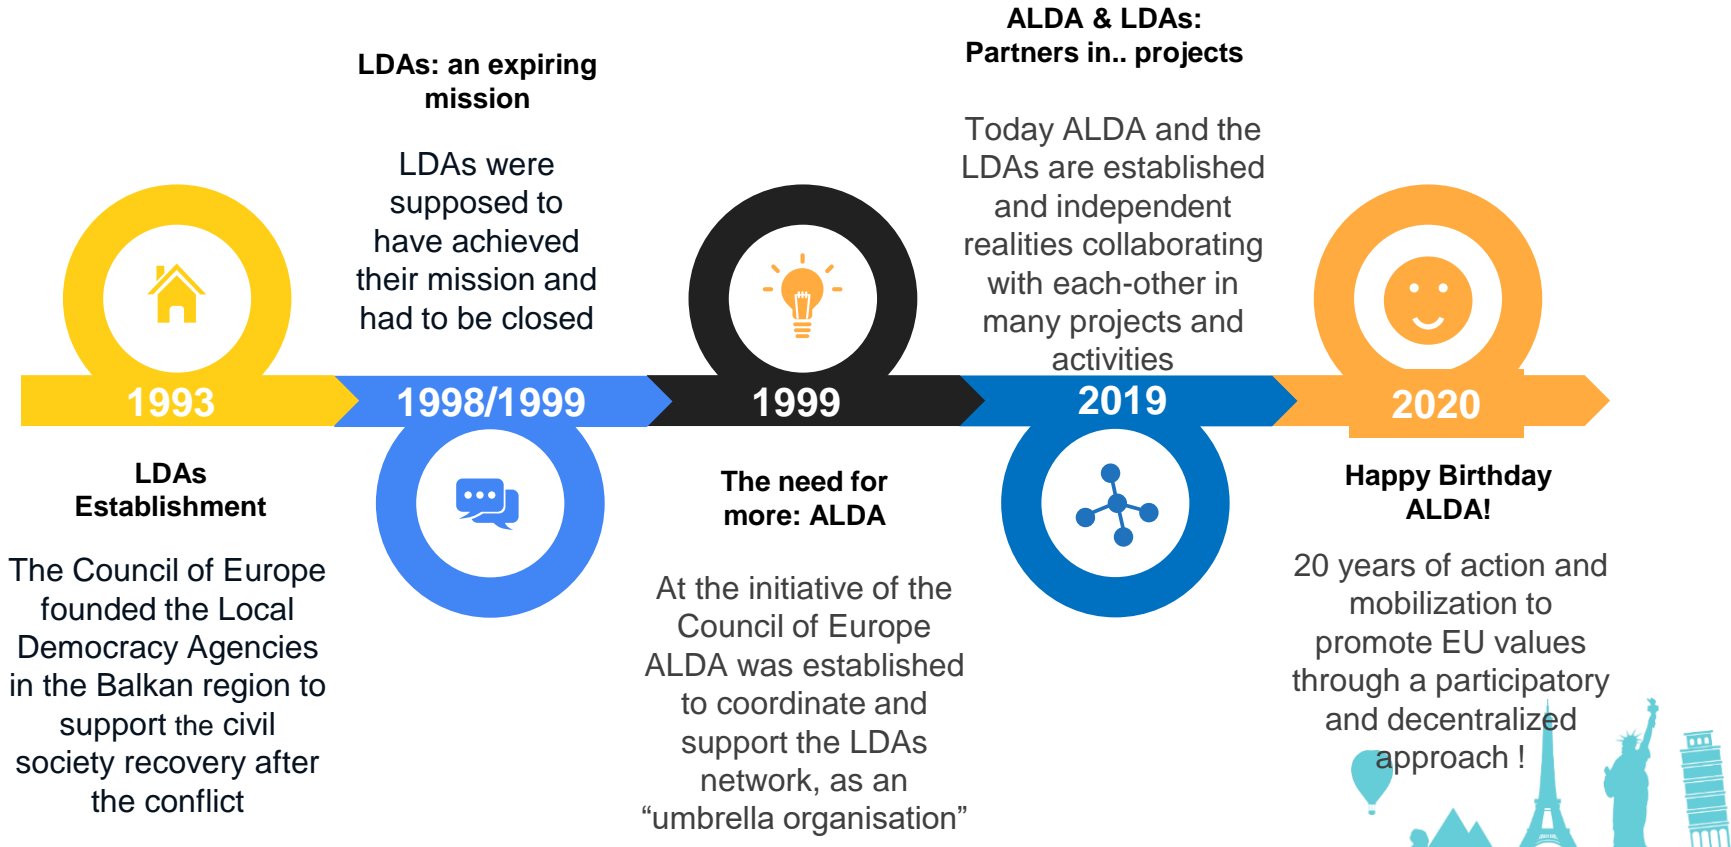 LDAs: an expiring
mission
LDAs were
supposed to
have achieved
their mission and
had to be closed
ALDA & LDAs:
Partners in.. projects
Today ALDA and the
LDAs are established
and independent
realities collaborating
with each-other in
many projects and
activities
1993
1998/1999
1999
2019
2020
LDAs
Establishment
The Council of Europe
founded the Local
Democracy Agencies
in the Balkan region to
support the civil
society recovery after
the conflict
The need for
more: ALDA
At the initiative of the
Council of Europe
ALDA was established
to coordinate and
support the LDAs
network, as an
“umbrella organisation”
Happy Birthday
ALDA!
20 years of action and
mobilization to
promote EU values
through a participatory
and decentralized
approach !